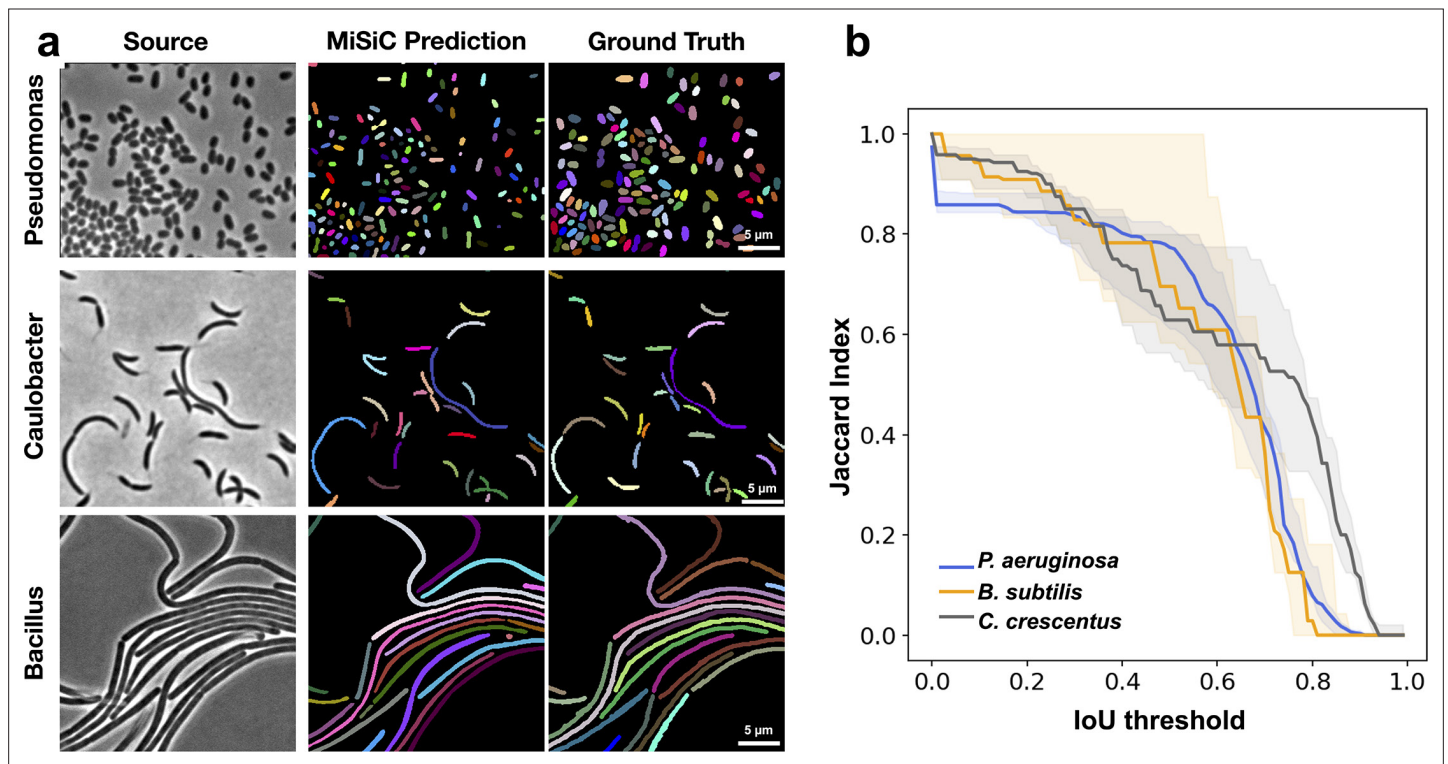 a
Source
MiSiC Prediction
Ground Truth
Pseudomonas
5 µm
Caulobacter
5 µm
Bacillus
5 µm
b
Jaccard Index
1.0
0.8
0.6
0.4
0.2
0.0
P. aeruginosa
B. subtilis
C. crescentus
0.0 0.2 0.4 0.6 0.8 1.0
IoU threshold